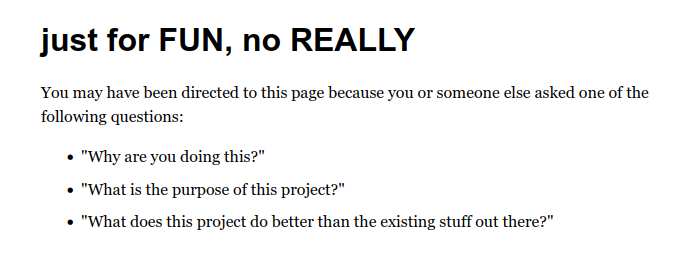 just for FUN, no REALLY
You may have been directed to this page because you or someone else asked one of the
following questions:
• "Why are you doing this?"
• "What is the purpose of this project?"
• "What does this project do better than the existing stuff out there?"